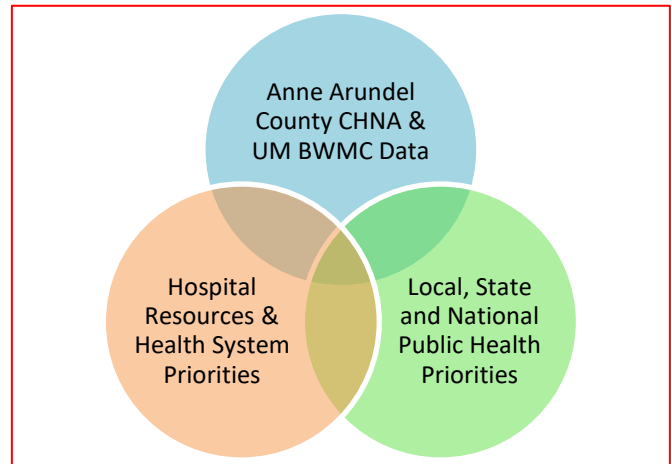 Anne Arundel
County CHNA &
UM BWMC Data
Hospital
Resources &
Health System
Priorities
Local, State
and National
Public Health
Priorities